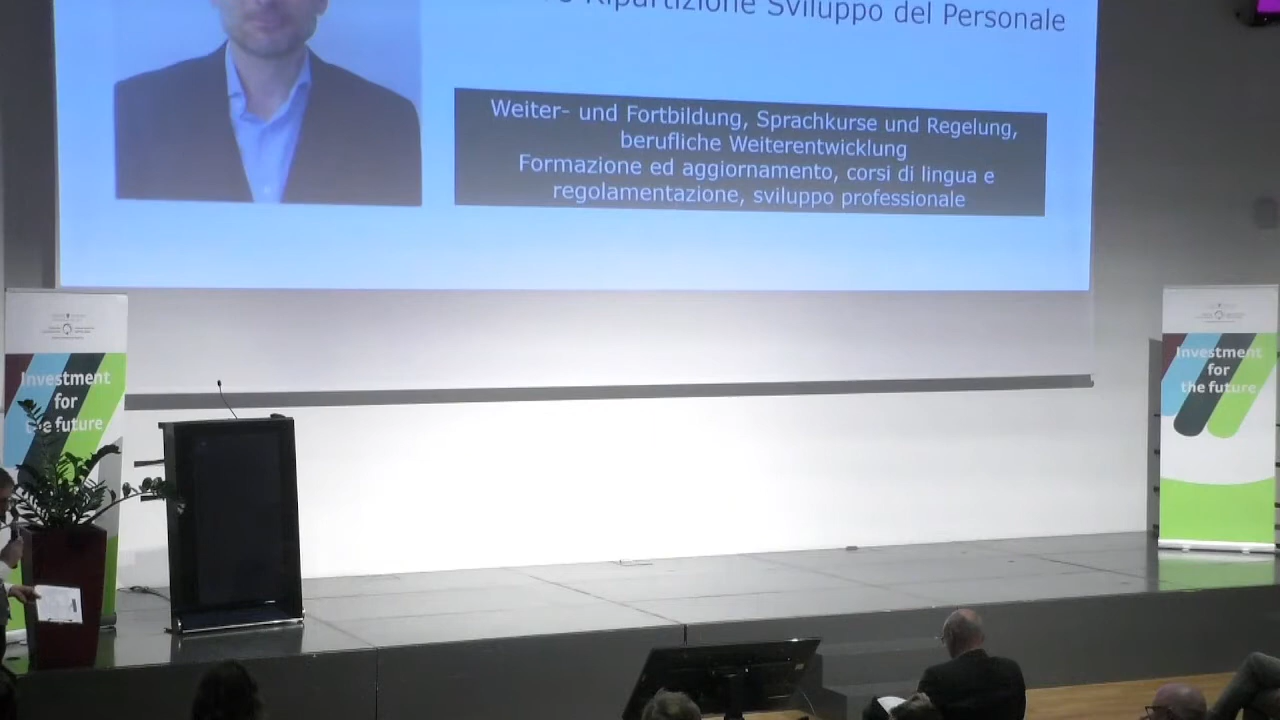 Ripartizione Sviluppo del Personale
Weiter- und Fortbildung, Sprachkurse und Regelung,
berufliche Weiterentwicklung
Formazione ed aggiornamento, corsi di lingua e
regolamentazione, sviluppo professionale
Investment
for
the future
Investment
for
the future